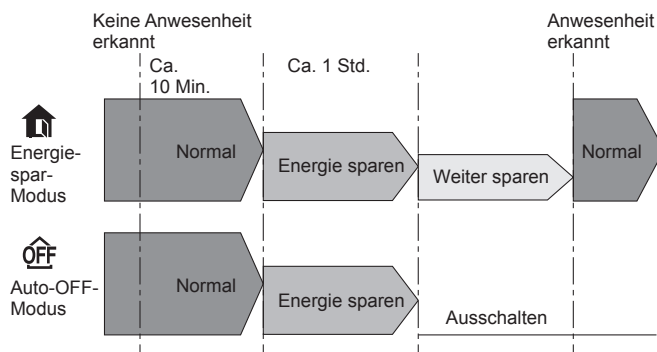 Keine Anwesenheit
erkannt
Anwesenheit
erkannt
Ca.
10 Min.
Ca. 1 Std.
Energie-
spar-
Modus
Normal
Energie sparen
Weiter sparen
Normal
OFF
Auto-OFF-
Modus
Normal
Energie sparen
Ausschalten